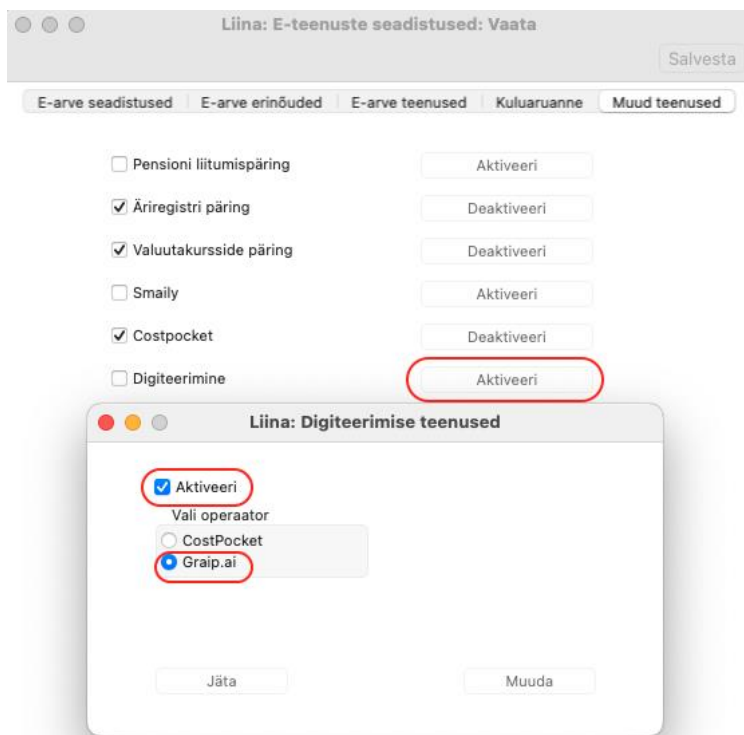 Liina: E-teenuste seadistused: Vaata
Salvesta
E-arve seadistused E-arve erinõuded E-arve teenused Kuluaruanne Muud teenused
Pensioni liitumispäring Aktiveeri
Äriregistri päring Deaktiveeri
Valuutakursside päring Deaktiveeri
Smaily Aktiveeri
Costpocket Deaktiveeri
Digiteerimine Aktiveeri
Liina: Digiteerimise teenused
Aktiveeri
Vali operaator
CostPocket
Graip.ai
Jäta Muuda